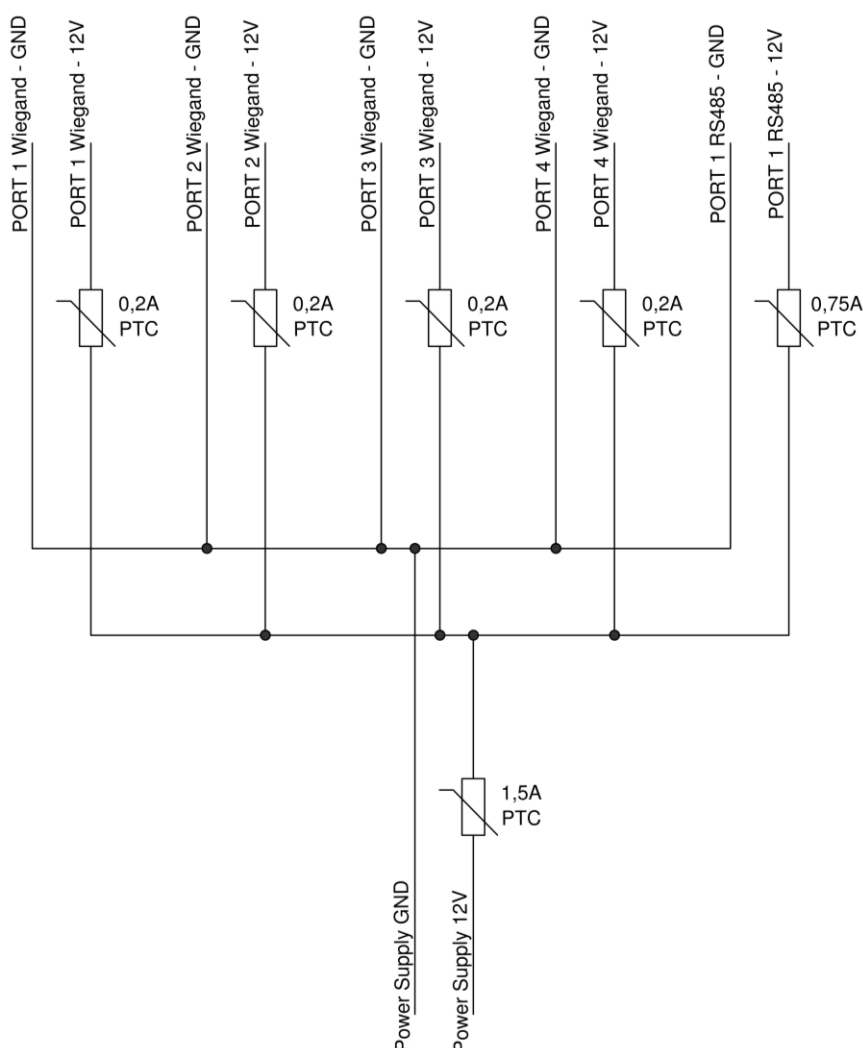 PORT 1 Wiegand - GND
PORT 1 Wiegand - 12V
PORT 2 Wiegand - GND
PORT 2 Wiegand - 12V
PORT 3 Wiegand - GND
PORT 3 Wiegand - 12V
PORT 4 Wiegand - GND
PORT 4 Wiegand - 12V
PORT 1 RS485 - GND
PORT 1 RS485 - 12V
0,2A
PTC
0,2A
PTC
0,2A
PTC
0,2A
PTC
0,75A
PTC
1,5A
PTC
Power Supply GND
Power Supply 12V